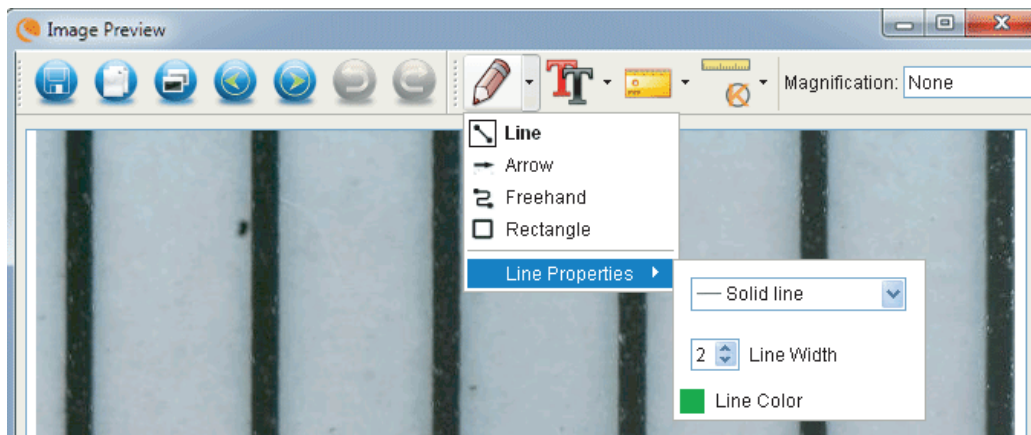 Image Preview
Magnification: None
Line
Arrow
Freehand
Rectangle
Line Properties
Solid line
2 Line Width
Line Color